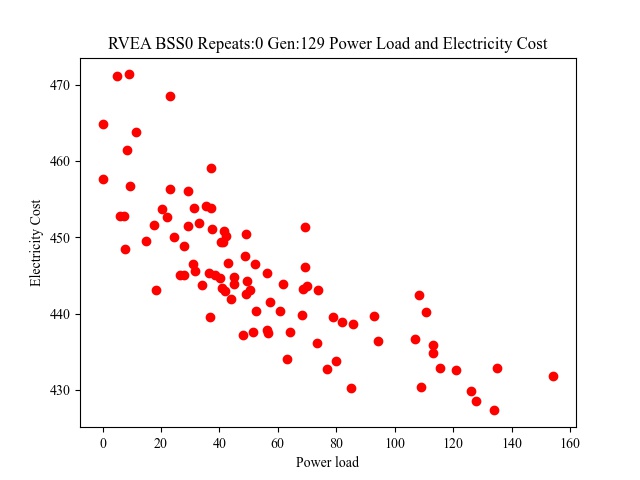 RVEA BSS0 Repeats:0 Gen:129 Power Load and Electricity Cost
470
460
450
440
430
Electricity Cost
0 20 40 60 80 100 120 140 160
Power load